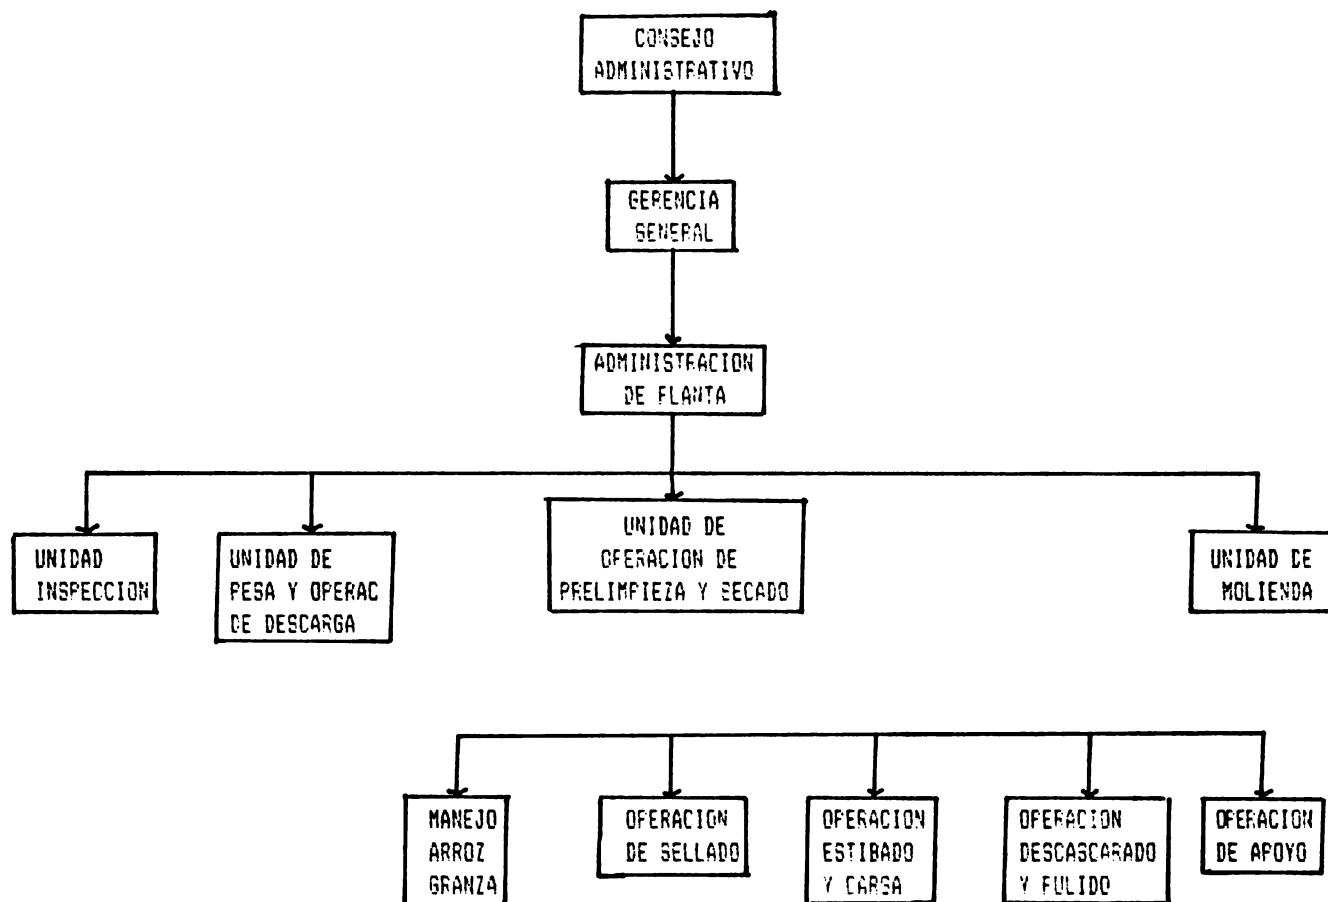 CONSEJO
ADMINISTRATIVO
GERENCIA
GENERAL
ADMINISTRACION
DE PLANTA
UNIDAD
INSPECCION
UNIDAD DE
PESA Y OPERAC
DE DESCARGA
UNIDAD DE
OPERACION DE
PRELIMPIEZA Y SECADO
UNIDAD DE
MOLIENDA
MANEJO
ARROZ
GRANZA
OPERACION
DE SELLADO
OPERACION
ESTIBADO
Y CARGA
OPERACION
DESCASCARADO
Y PULIDO
OPERACION
DE APOYO